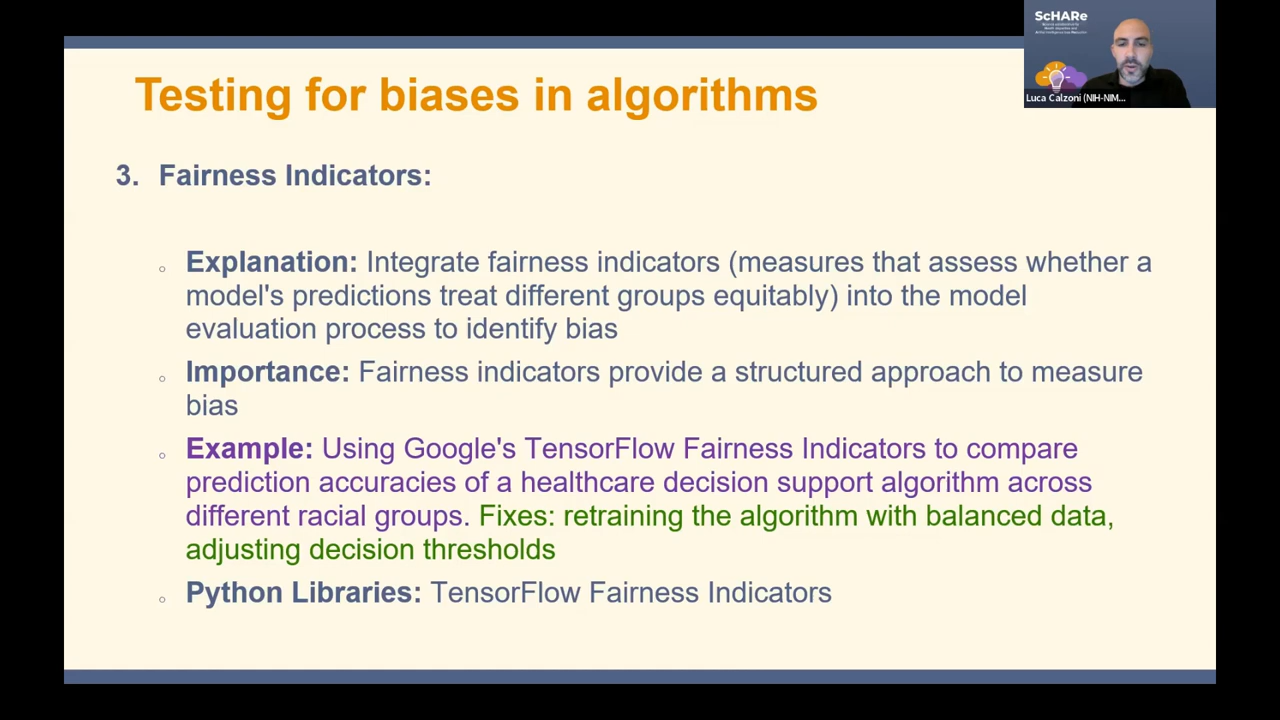 ScHARe
Testing for biases in algorithms
Luca Calzoni (NIH-NIM...
3. Fairness Indicators:
Explanation: Integrate fairness indicators (measures that assess whether a
model's predictions treat different groups equitably) into the model
evaluation process to identify bias
Importance: Fairness indicators provide a structured approach to measure
bias
Example: Using Google's TensorFlow Fairness Indicators to compare
prediction accuracies of a healthcare decision support algorithm across
different racial groups. Fixes: retraining the algorithm with balanced data,
adjusting decision thresholds
Python Libraries: TensorFlow Fairness Indicators